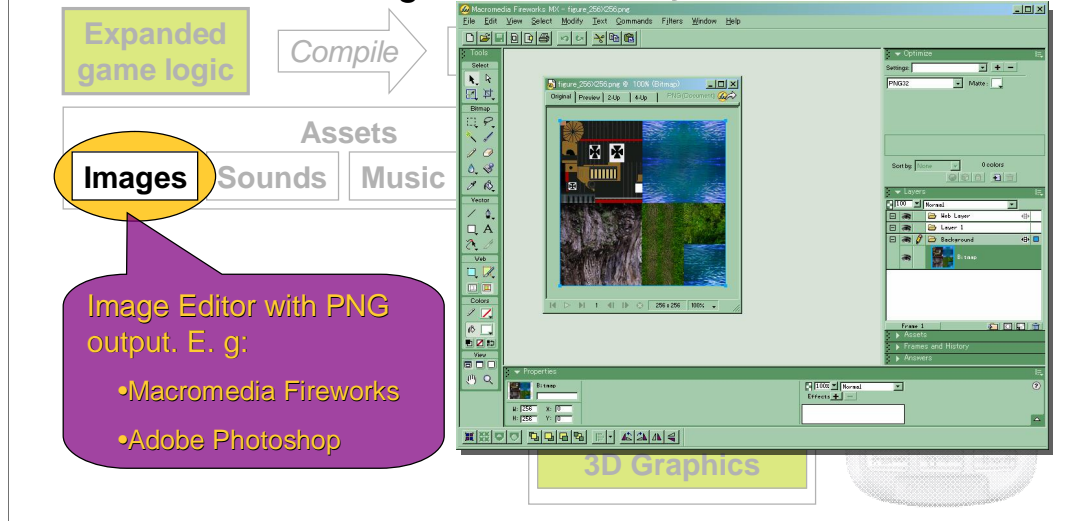 Macromedia Fireworks MX - figure_256X256.png
File Edit View Select Modify Text Commands Filters Window Help
Expanded
game logic
Compile
Assets
Images Sounds Music
Image Editor with PNG
output. E. g:
•Macromedia Fireworks
•Adobe Photoshop
Tools
Select
Bitmap
Vector
Web
Colors
View
figure_256X256.png @ 100% (Bitmap)
Original Preview 2-Up 4-Up PNG(Document)
1 256 x 256 100%
Optimize
Settings:
PNG32 Matte:
Sort by: None 0 colors
Layers
100 Normal
Web Layer
Layer 1
Background
Bitmap
Frame 1
Assets
Frames and History
Answers
Properties
Bitmap
W: 256 X: 0
H: 256 Y: 0
100% Normal
Effects:
3D Graphics